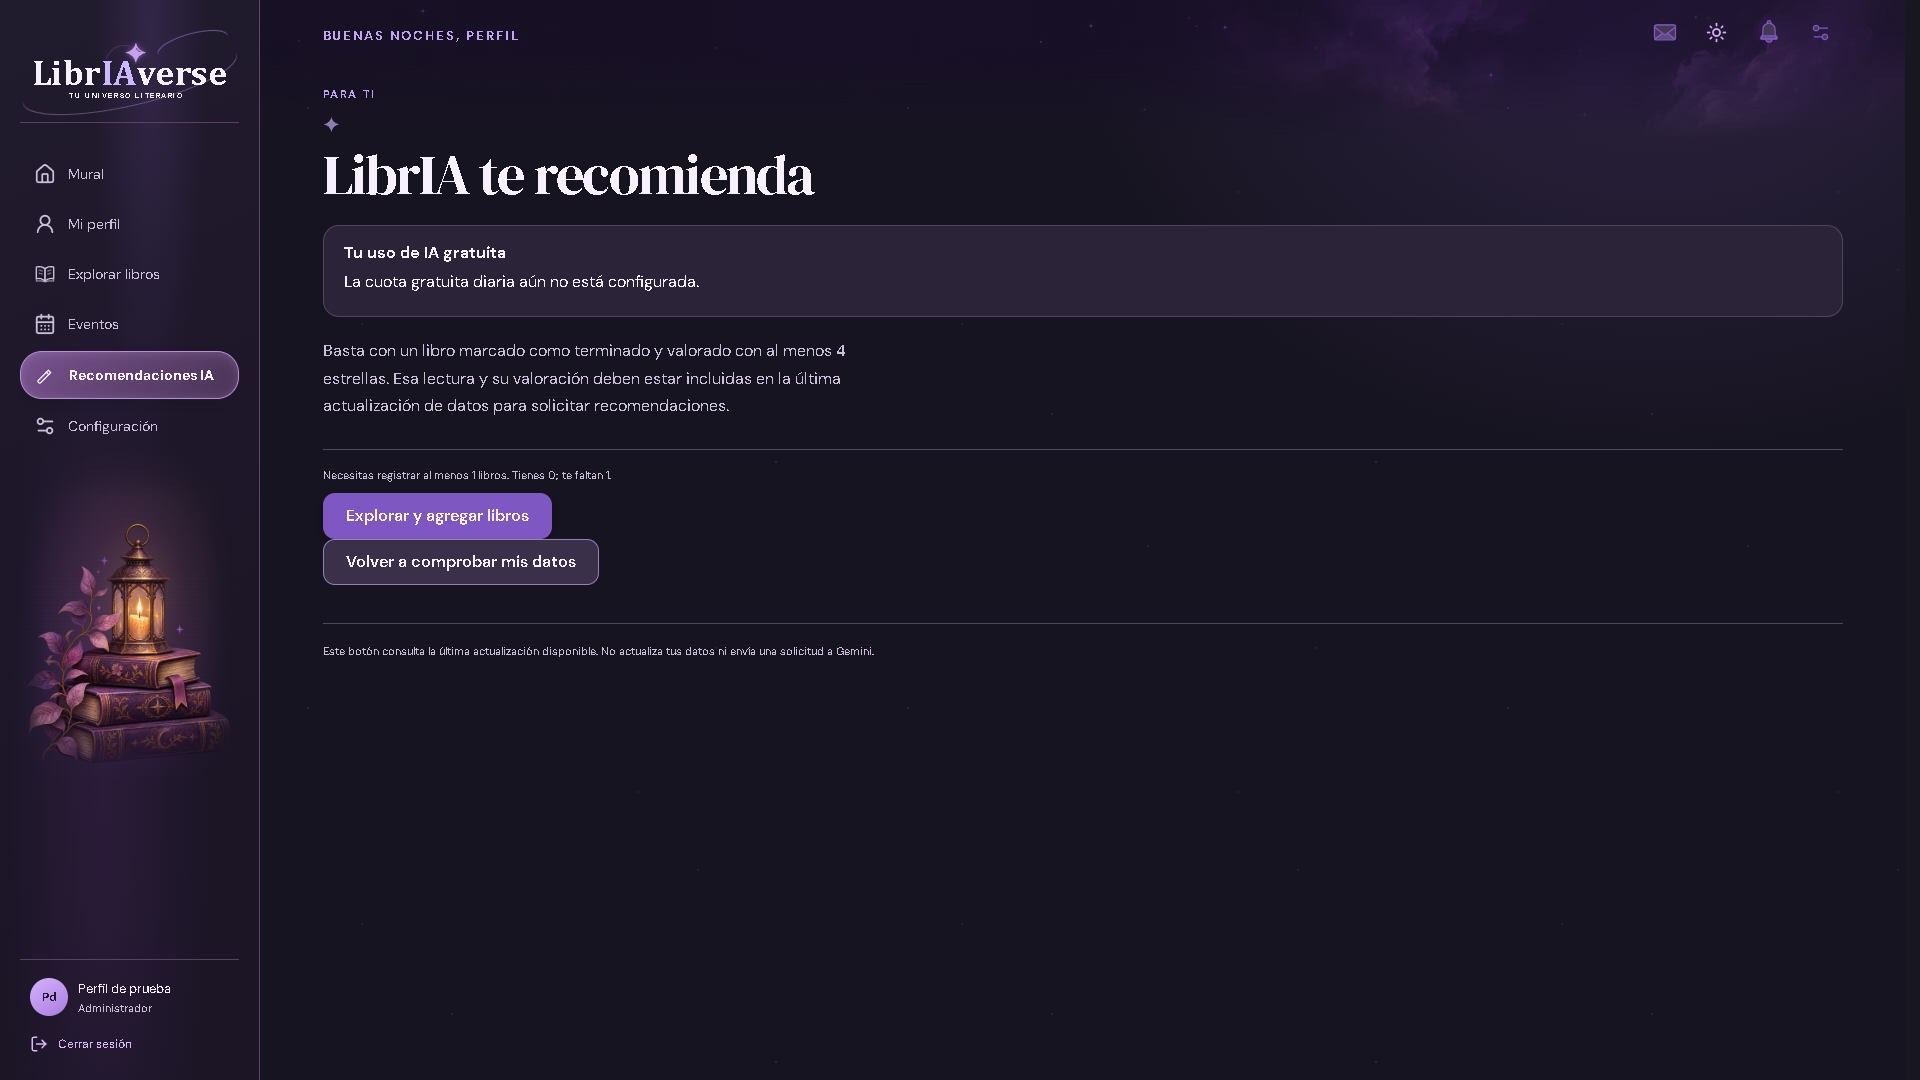 LibrIAverse
TU UNIVERSO LITERARIO
Mural
Mi perfil
Explorar libros
Eventos
Recomendaciones IA
Configuración
Pd
Perfil de prueba
Administrador
Cerrar sesión
BUENAS NOCHES, PERFIL
PARA TI
LibrIA te recomienda
Tu uso de IA gratuita
La cuota gratuita diaria aún no está configurada.
Basta con un libro marcado como terminado y valorado con al menos 4
estrellas. Esa lectura y su valoración deben estar incluidas en la última
actualización de datos para solicitar recomendaciones.
Necesitas registrar al menos 1 libros. Tienes 0; te faltan 1.
Explorar y agregar libros
Volver a comprobar mis datos
Este botón consulta la última actualización disponible. No actualiza tus datos ni envía una solicitud a Gemini.